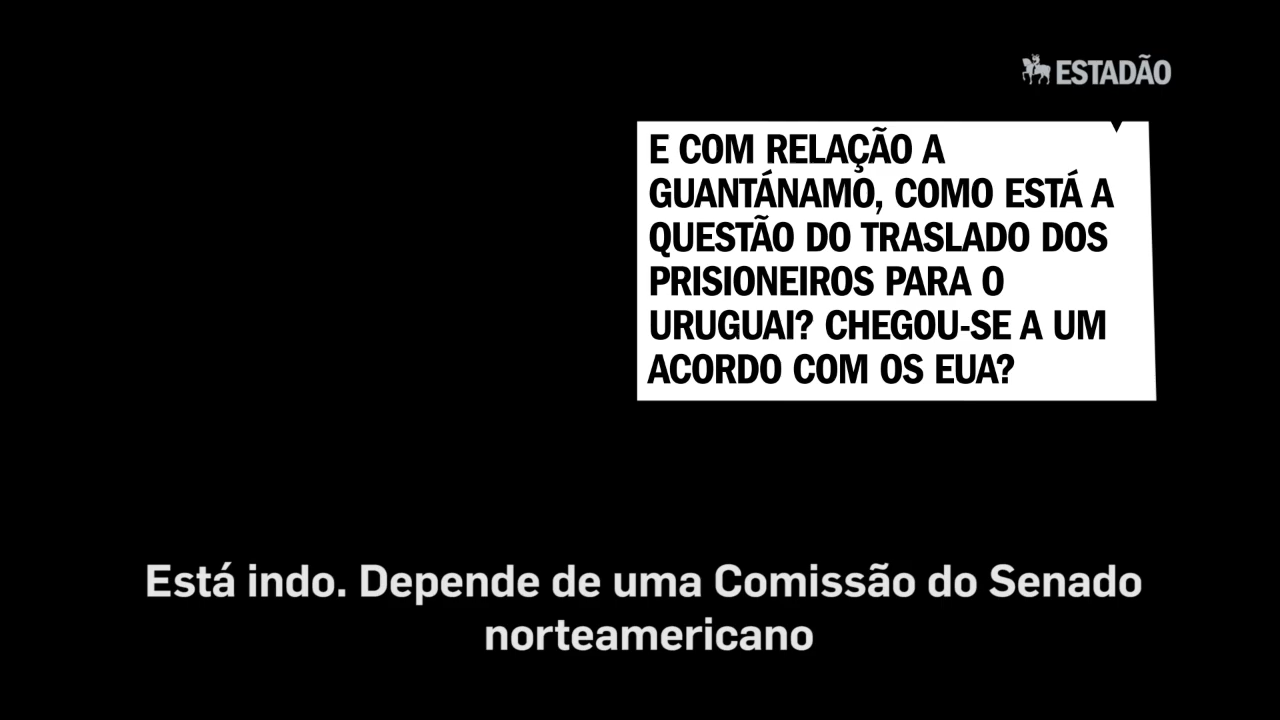 ESTADÃO
E COM RELAÇÃO A
GUANTÁNAMO, COMO ESTÁ A
QUESTÃO DO TRASLADO DOS
PRISIONEIROS PARA O
URUGUAI? CHEGOU-SE A UM
ACORDO COM OS EUA?
Está indo. Depende de uma Comissão do Senado
norteamericano